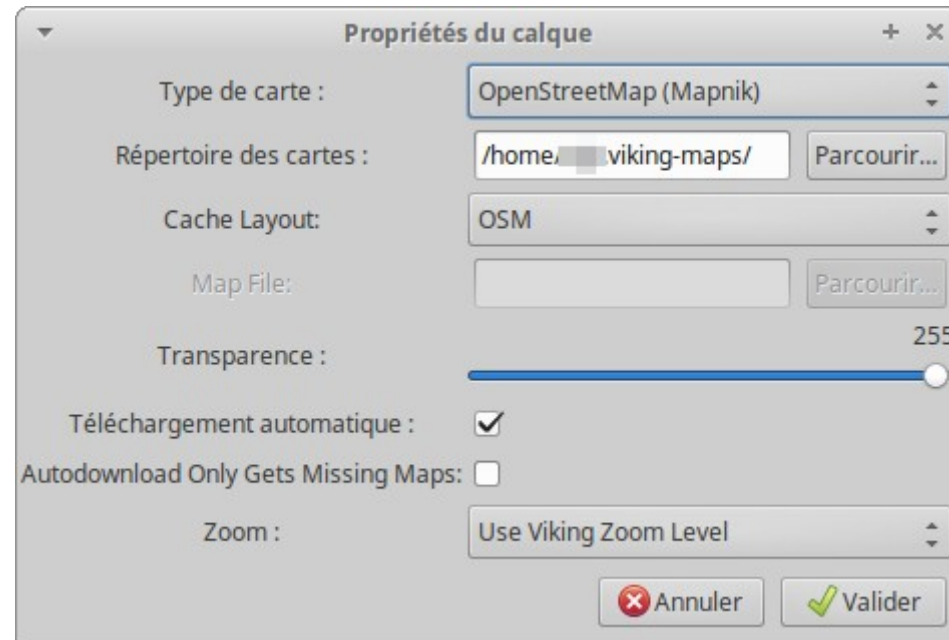 Propriétés du calque
Type de carte : OpenStreetMap (Mapnik)
Répertoire des cartes : /home/ viking-maps/ Parcourir...
Cache Layout: OSM
Map File: Parcourir...
255
Transparence :
Téléchargement automatique :
Autodownload Only Gets Missing Maps:
Zoom : Use Viking Zoom Level
Annuler Valider